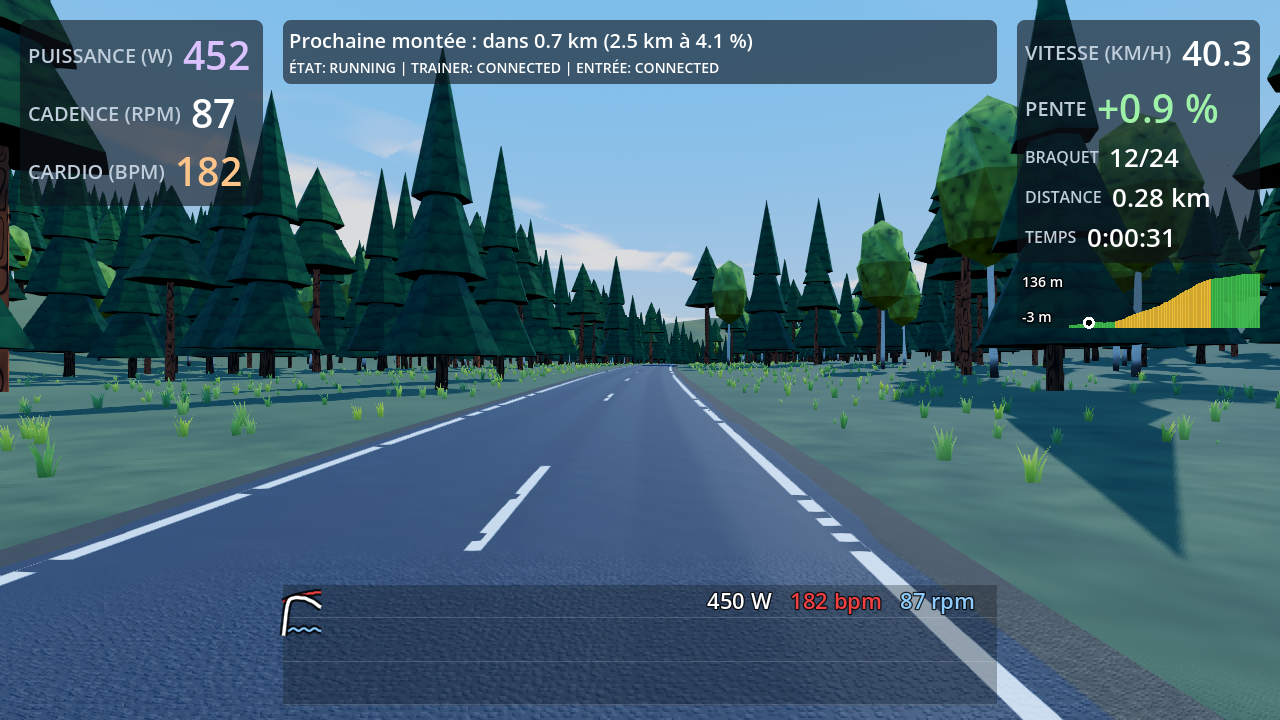 PUISSANCE (W) 452
CADENCE (RPM) 87
CARDIO (BPM) 182
Prochaine montée : dans 0.7 km (2.5 km à 4.1 %)
ÉTAT: RUNNING | TRAINER: CONNECTED | ENTRÉE: CONNECTED
VITESSE (KM/H) 40.3
PENTE +0.9 %
BRAQUET 12/24
DISTANCE 0.28 km
TEMPS 0:00:31
136 m
-3 m
450 W 182 bpm 87 rpm